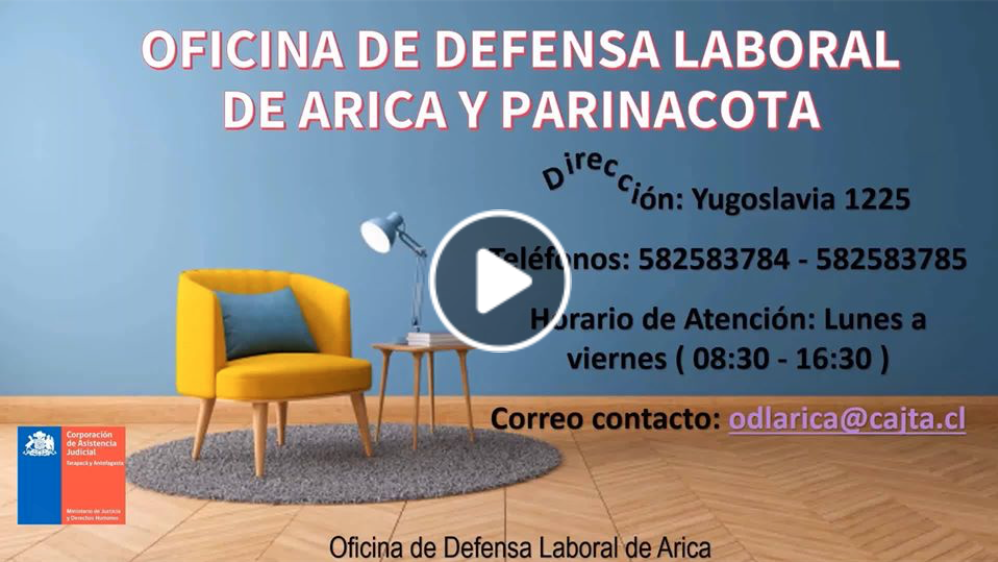 OFICINA DE DEFENSA LABORAL
DE ARICA Y PARINACOTA
Dirección: Yugoslavia 1225
Teléfonos: 582583784 - 582583785
Horario de Atención: Lunes a
viernes ( 08:30 - 16:30 )
Correo contacto: odlarica@cajta.cl
Corporación
de Asistencia
Judicial
Tarapacá y Antofagasta
Ministerio de Justicia
y Derechos Humanos
Oficina de Defensa Laboral de Arica